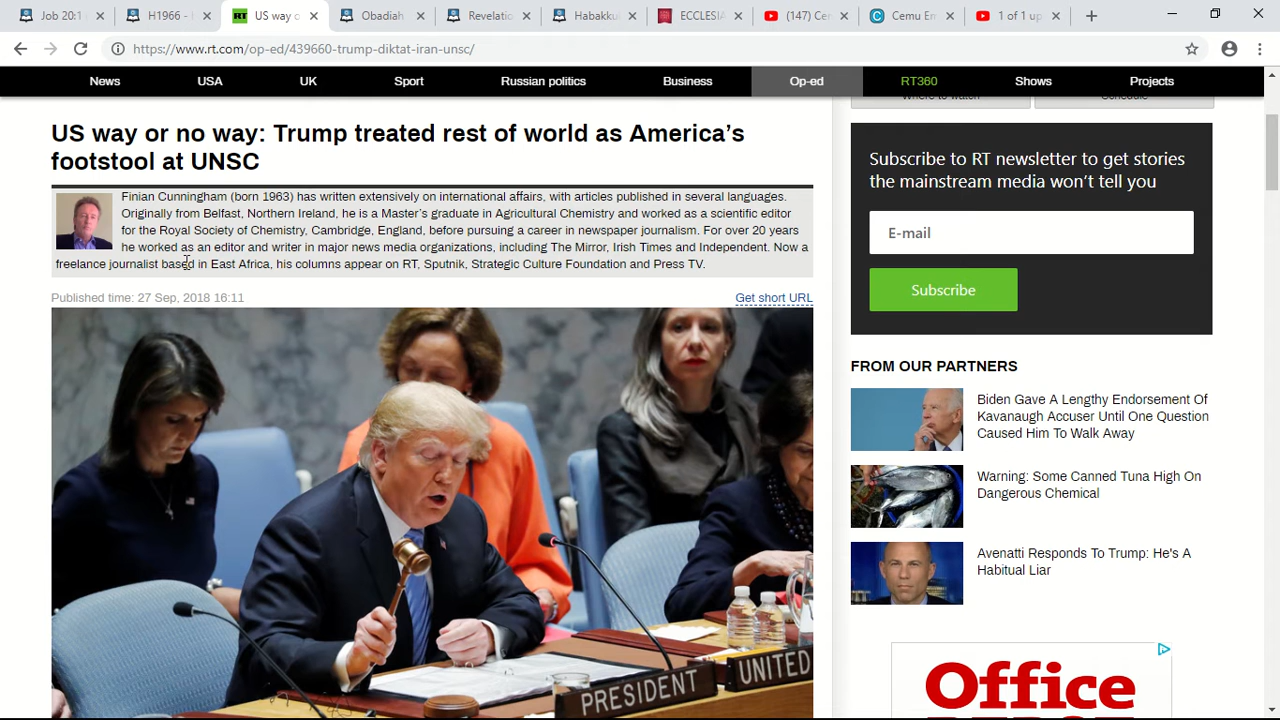 Job 20:1
H1966 -
RT
US way o
Obadia
Revelatio
Habakku
ECCLESIA
(147) Ce
Cemu En
1 of 1 up
https://www.rt.com/op-ed/439660-trump-diktat-iran-unsc/
News USA UK Sport Russian politics Business Op-ed RT360 Shows Projects
Where to watch Schedule
US way or no way: Trump treated rest of world as America's
footstool at UNSC
Finian Cunningham (born 1963) has written extensively on international affairs, with articles published in several languages.
Originally from Belfast, Northern Ireland, he is a Master's graduate in Agricultural Chemistry and worked as a scientific editor
for the Royal Society of Chemistry, Cambridge, England, before pursuing a career in newspaper journalism. For over 20 years
he worked as an editor and writer in major news media organizations, including The Mirror, Irish Times and Independent. Now a
freelance journalist based in East Africa, his columns appear on RT, Sputnik, Strategic Culture Foundation and Press TV.
Published time: 27 Sep, 2018 16:11
Get short URL
PRESIDENT
UNITED
Subscribe to RT newsletter to get stories
the mainstream media won't tell you
E-mail
Subscribe
FROM OUR PARTNERS
Biden Gave A Lengthy Endorsement Of
Kavanaugh Accuser Until One Question
Caused Him To Walk Away
Warning: Some Canned Tuna High On
Dangerous Chemical
Avenatti Responds To Trump: He's A
Habitual Liar
Office